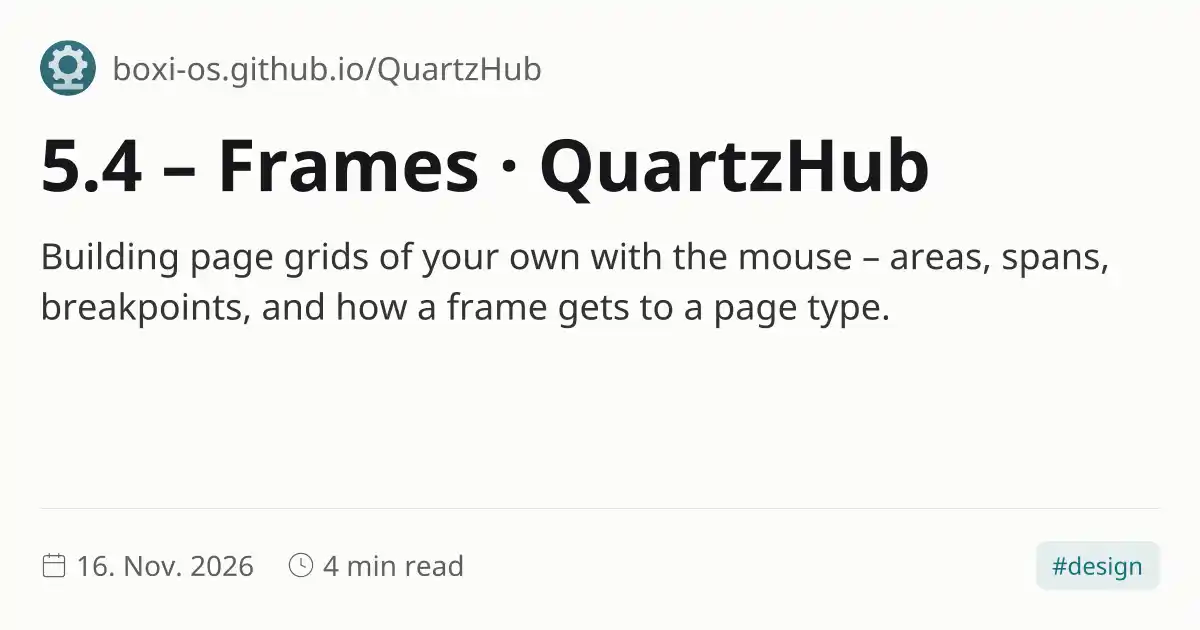 boxi-os.github.io/QuartzHub
5.4 – Frames · QuartzHub
Building page grids of your own with the mouse – areas, spans,
breakpoints, and how a frame gets to a page type.
16. Nov. 2026 4 min read #design